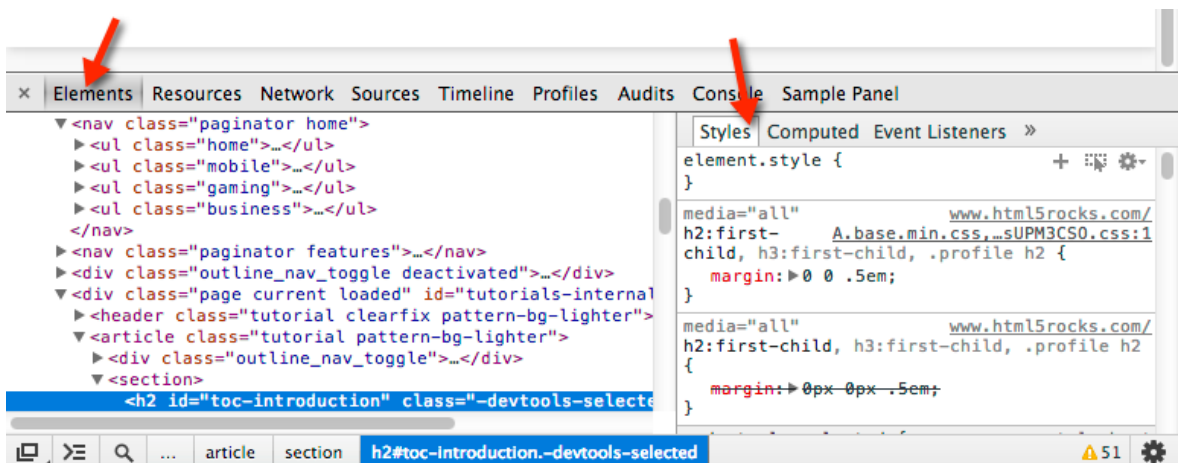 × Elements Resources Network Sources Timeline Profiles Audits Console Sample Panel
▼<nav class="paginator home">
▶<ul class="home">…</ul>
▶<ul class="mobile">…</ul>
▶<ul class="gaming">…</ul>
▶<ul class="business">…</ul>
</nav>
▶<nav class="paginator features">…</nav>
▶<div class="outline_nav_toggle deactivated">…</div>
▼<div class="page current loaded" id="tutorials-internal
▶<header class="tutorial clearfix pattern-bg-lighter">
▼<article class="tutorial pattern-bg-lighter">
▶<div class="outline_nav_toggle">…</div>
▼<section>
<h2 id="toc-introduction" class="-devtools-selecte
Styles Computed Event Listeners »
element.style {
}
media="all" www.html5rocks.com/
h2:first- A.base.min.css,…sUPM3CSO.css:1
child, h3:first-child, .profile h2 {
margin:▶0 0 .5em;
}
media="all" www.html5rocks.com/
h2:first-child, h3:first-child, .profile h2
{
margin:▶0px 0px .5em;
}
... article section h2#toc-introduction.-devtools-selected 51